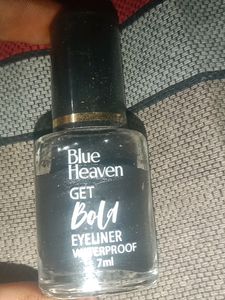 Blue
Heaven
GET
Bold
EYELINER
WATERPROOF
7ml